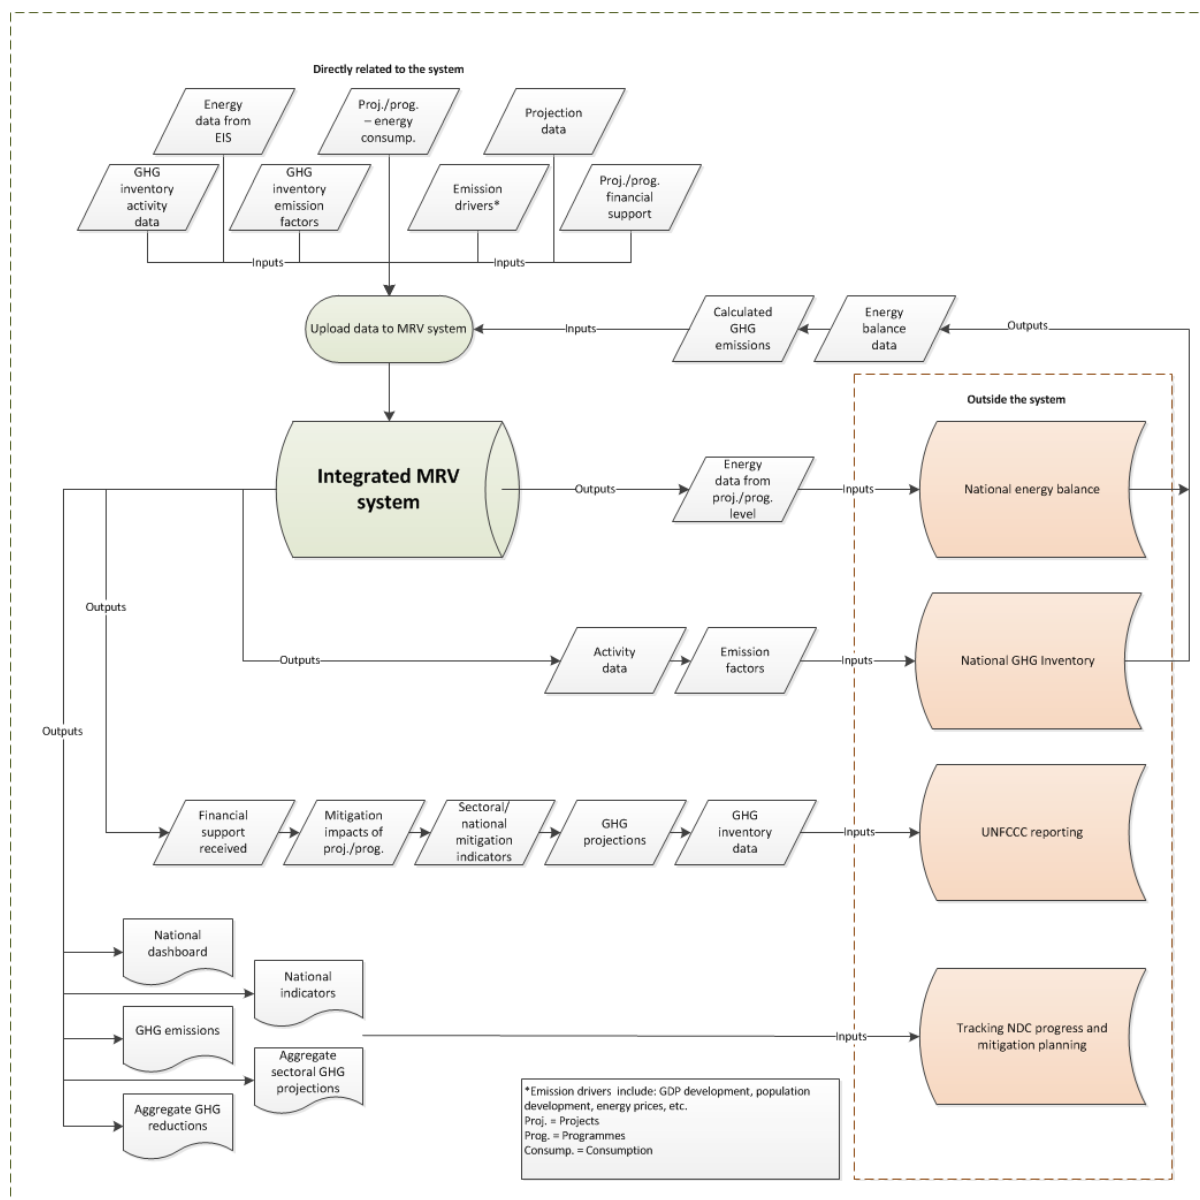 Directly related to the system
Energy
data from
EIS
Proj./prog.
– energy
consump.
Projection
data
GHG
inventory
activity
data
GHG
inventory
emission
factors
Emission
drivers*
Proj./prog.
financial
support
Inputs
Inputs
Upload data to MRV system
Inputs
Calculated
GHG
emissions
Energy
balance
data
Outputs
Outside the system
Integrated MRV
system
Outputs
Energy
data from
proj./prog.
level
Inputs
National energy balance
Outputs
Outputs
Activity
data
Emission
factors
Inputs
National GHG Inventory
Outputs
Financial
support
received
Mitigation
impacts of
proj./prog.
Sectoral/
national
mitigation
indicators
GHG
projections
GHG
inventory
data
Inputs
UNFCCC reporting
National
dashboard
National
indicators
GHG emissions
Aggregate
sectoral GHG
projections
Aggregate GHG
reductions
Inputs
Tracking NDC progress and
mitigation planning
*Emission drivers include: GDP development, population
development, energy prices, etc.
Proj. = Projects
Prog. = Programmes
Consump. = Consumption